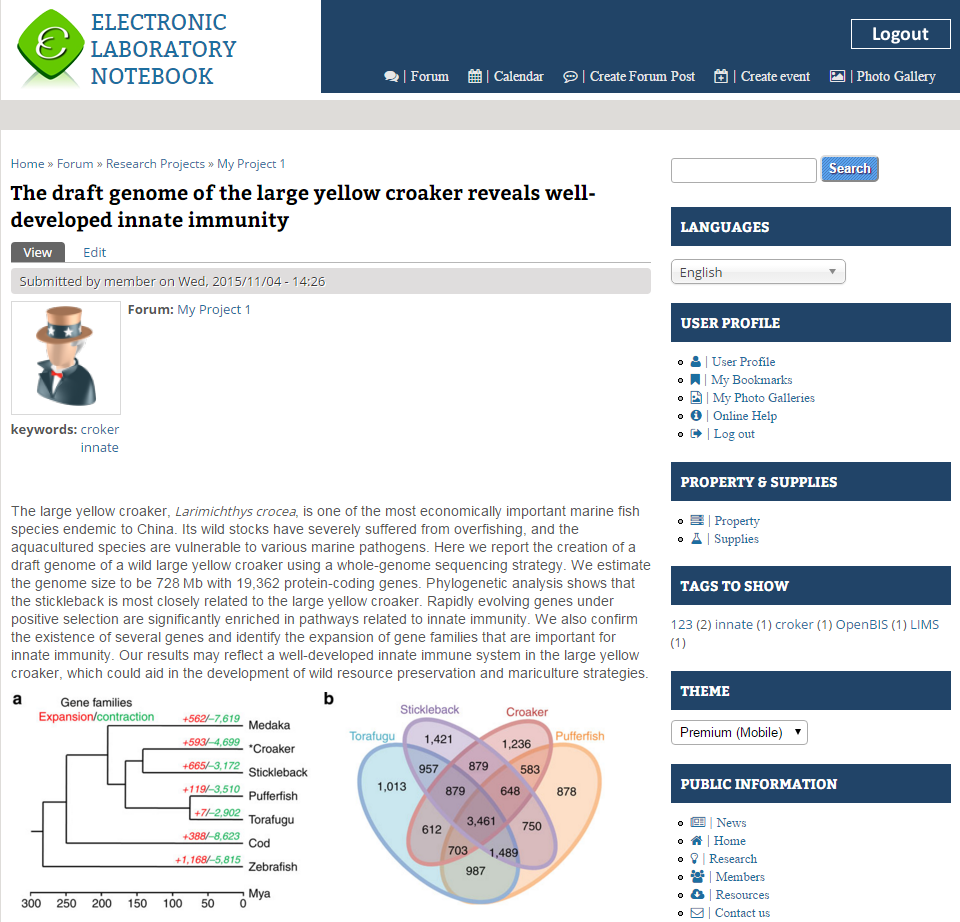 ELECTRONIC
LABORATORY
NOTEBOOK
Logout
| Forum | Calendar | Create Forum Post | Create event | Photo Gallery
Home » Forum » Research Projects » My Project 1
The draft genome of the large yellow croaker reveals well-
developed innate immunity
View Edit
Submitted by member on Wed, 2015/11/04 - 14:26
Forum: My Project 1
keywords: croker
innate
The large yellow croaker, Larimichthys crocea, is one of the most economically important marine fish
species endemic to China. Its wild stocks have severely suffered from overfishing, and the
aquacultured species are vulnerable to various marine pathogens. Here we report the creation of a
draft genome of a wild large yellow croaker using a whole-genome sequencing strategy. We estimate
the genome size to be 728 Mb with 19,362 protein-coding genes. Phylogenetic analysis shows that
the stickleback is most closely related to the large yellow croaker. Rapidly evolving genes under
positive selection are significantly enriched in pathways related to innate immunity. We also confirm
the existence of several genes and identify the expansion of gene families that are important for
innate immunity. Our results may reflect a well-developed innate immune system in the large yellow
croaker, which could aid in the development of wild resource preservation and mariculture strategies.
a
Gene families
Expansion/contraction
+562/–7,619 Medaka
+593/–4,699 *Croaker
+665/–3,172 Stickleback
+119/–3,510 Pufferfish
+7/–2,902 Torafugu
+388/–8,623 Cod
+1,168/–5,815 Zebrafish
Mya
300 250 200 150 100 50 0
b
Stickleback Croaker
Torafugu Pufferfish
1,421 1,236
957 879 583
1,013 879 648 878
3,461
612 750
703 1,489
987
Search
LANGUAGES
English
USER PROFILE
| User Profile
| My Bookmarks
| My Photo Galleries
| Online Help
| Log out
PROPERTY & SUPPLIES
| Property
| Supplies
TAGS TO SHOW
123 (2) innate (1) croker (1) OpenBIS (1) LIMS
(1)
THEME
Premium (Mobile)
PUBLIC INFORMATION
| News
| Home
| Research
| Members
| Resources
| Contact us